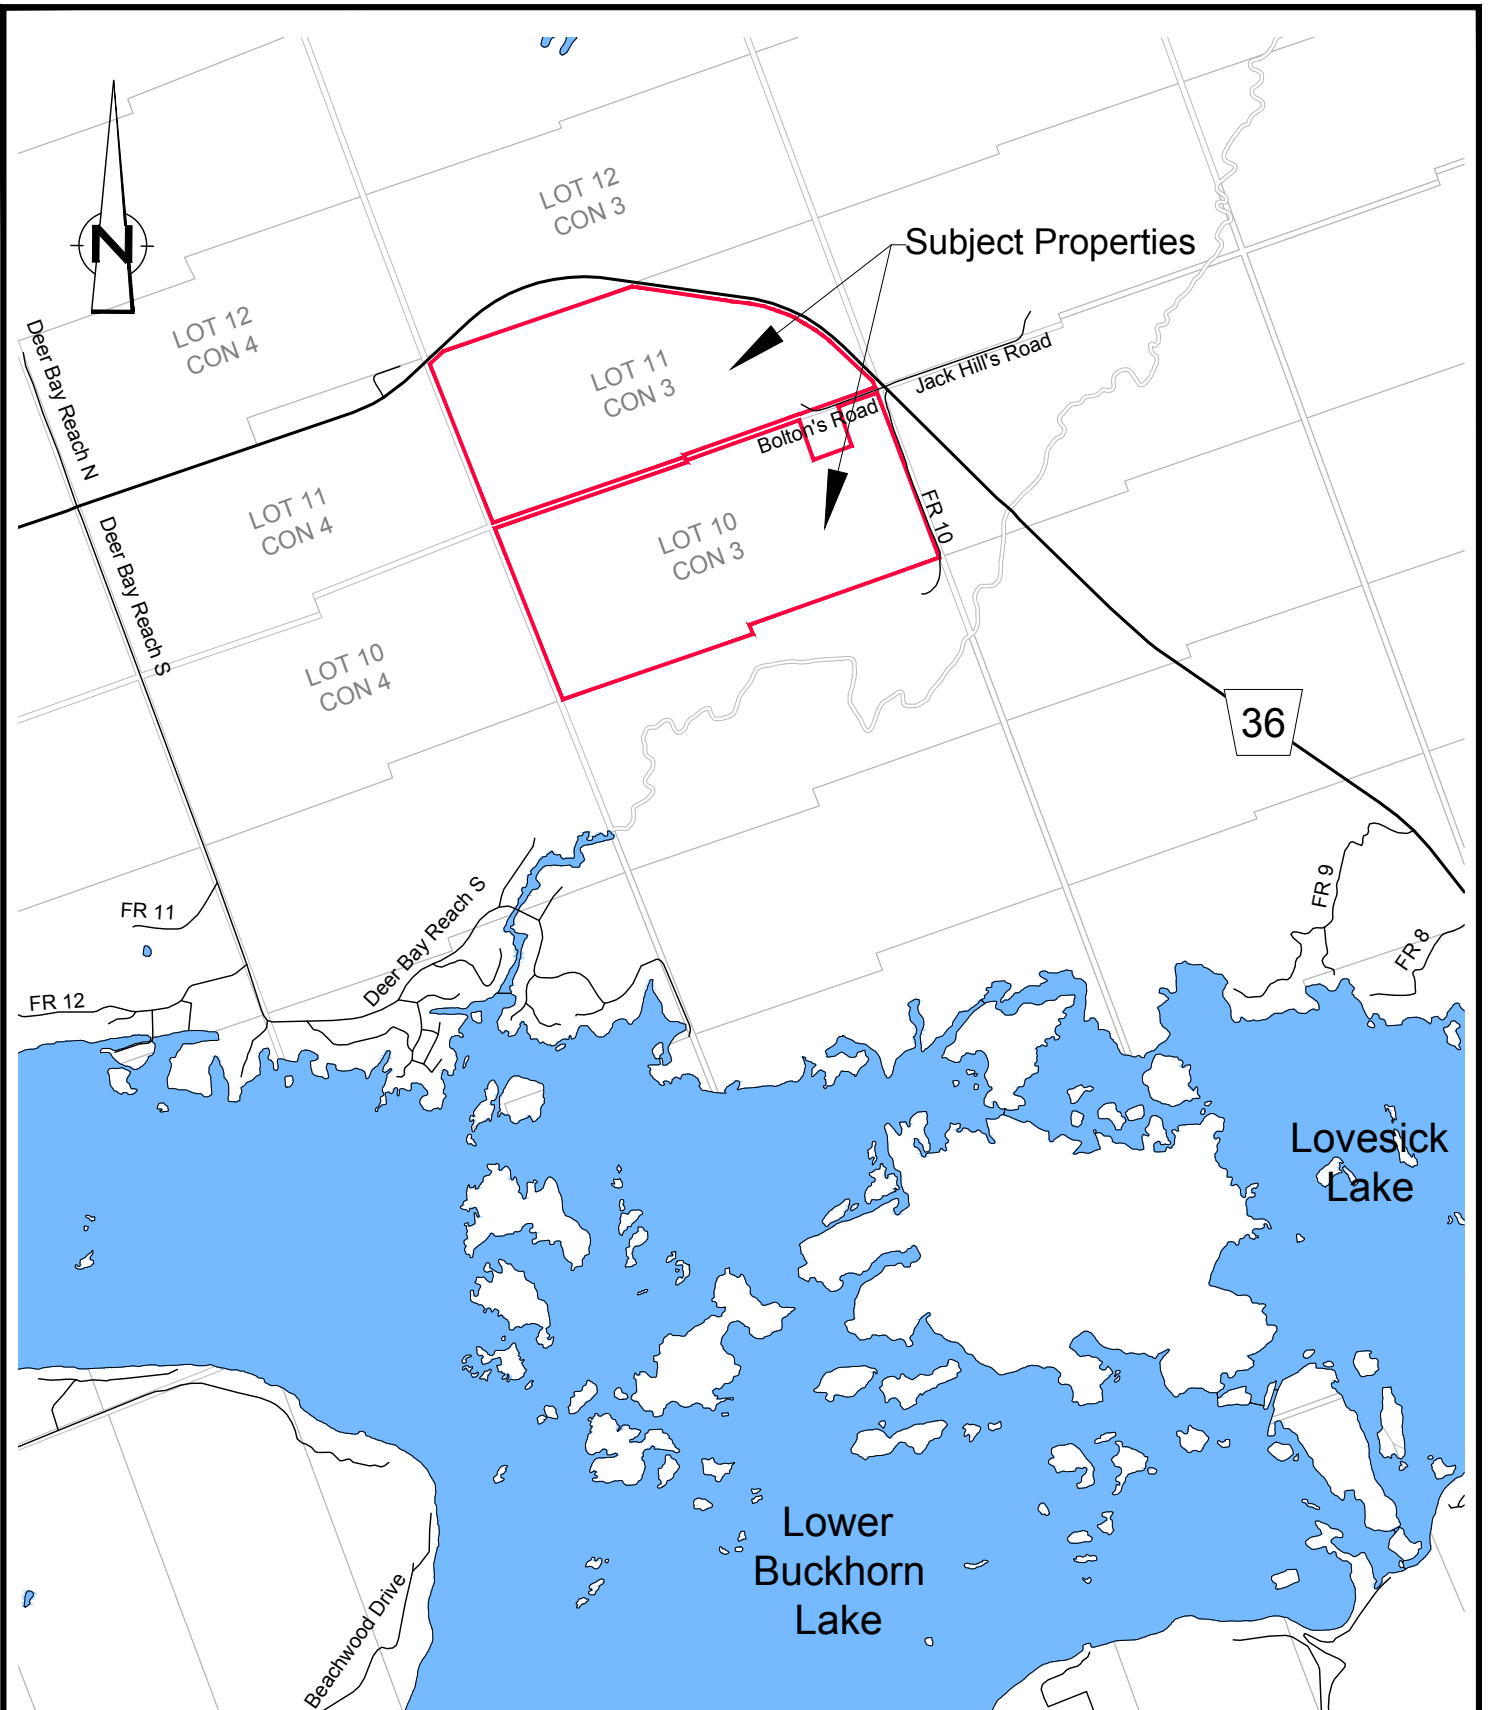 LOT 12
CON 3
N
Subject Properties
LOT 12
CON 4
Deer Bay Reach N
LOT 11
CON 3
Jack Hill's Road
Bolton's Road
LOT 11
CON 4
FR 10
LOT 10
CON 3
Deer Bay Reach S
LOT 10
CON 4
36
FR 9
FR 11
Deer Bay Reach S
FR 8
FR 12
Lovesick
Lake
Lower
Buckhorn
Lake
Beachwood Drive